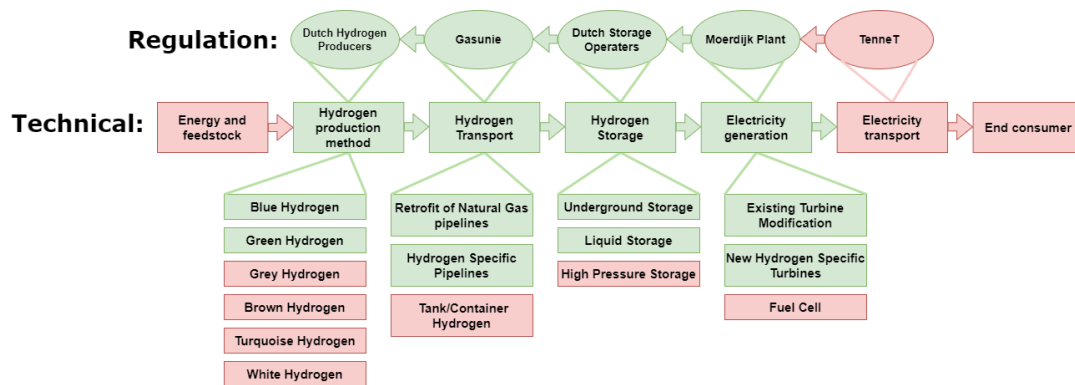 Regulation:
Dutch Hydrogen
Producers
Gasunie
Dutch Storage
Operaters
Moerdijk Plant
TenneT
Technical:
Energy and
feedstock
Hydrogen
production
method
Hydrogen
Transport
Hydrogen
Storage
Electricity
generation
Electricity
transport
End consumer
Blue Hydrogen
Green Hydrogen
Grey Hydrogen
Brown Hydrogen
Turquoise Hydrogen
White Hydrogen
Retrofit of Natural Gas
pipelines
Hydrogen Specific
Pipelines
Tank/Container
Hydrogen
Underground Storage
Liquid Storage
High Pressure Storage
Existing Turbine
Modification
New Hydrogen Specific
Turbines
Fuel Cell